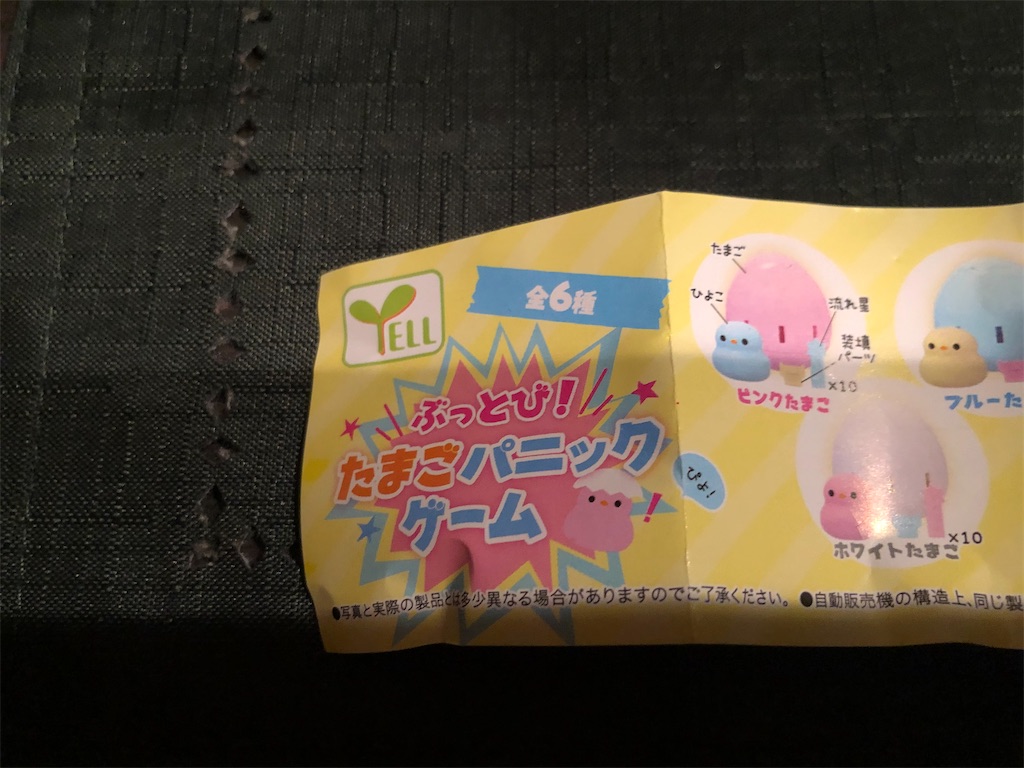 YELL
全6種
ぶっとび!
たまごパニック
ゲーム
ぴよ!
たまご
ひよこ
流れ星
装填
パーツ
×10
ピンクたまご
ブルーた
×10
ホワイトたまご
●写真と実際の製品とは多少異なる場合がありますのでご了承ください。 ●自動販売機の構造上、同じ製